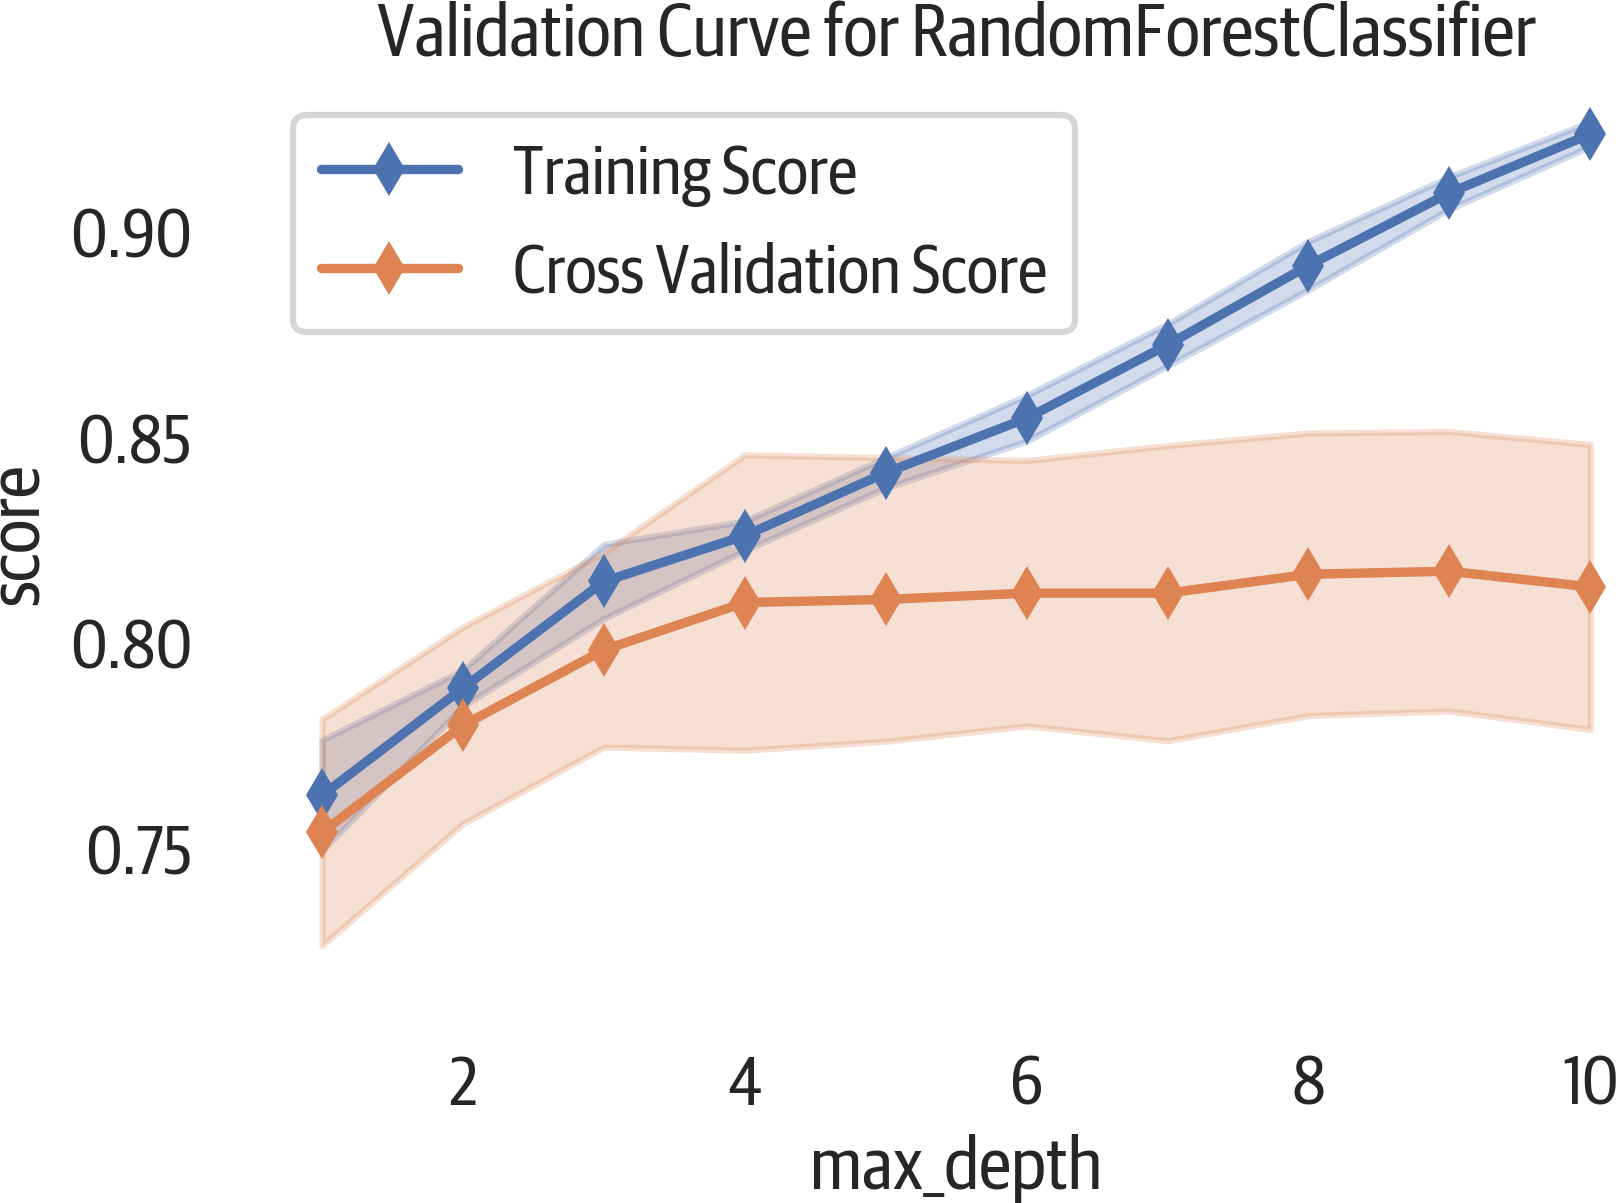 Validation Curve for RandomForestClassifier
Training Score
Cross Validation Score
0.90
0.85
0.80
0.75
score
2 4 6 8 10
max_depth